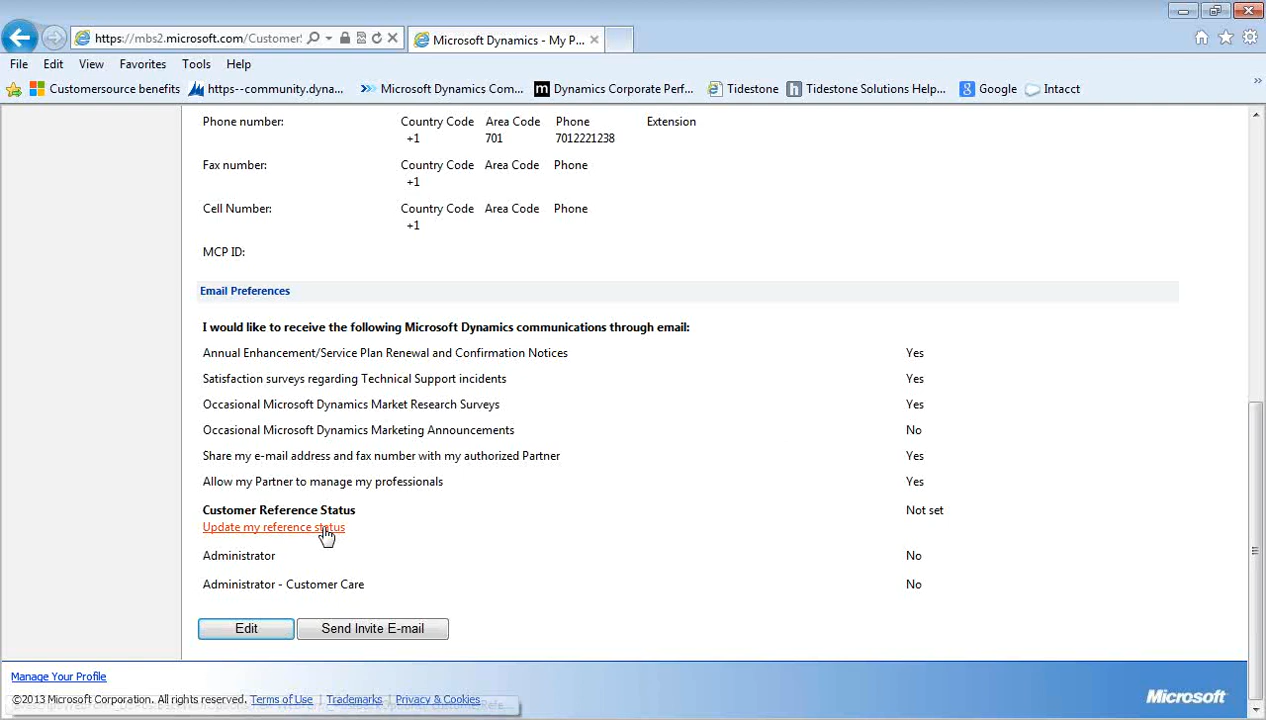 https://mbs2.microsoft.com/Customer!
Microsoft Dynamics - My P...
File Edit View Favorites Tools Help
Customersource benefits https--community.dyna... Microsoft Dynamics Com... Dynamics Corporate Perf... Tidestone Tidestone Solutions Help... Google Intacct
Phone number: Country Code Area Code Phone Extension
+1 701 7012221238
Fax number: Country Code Area Code Phone
+1
Cell Number: Country Code Area Code Phone
+1
MCP ID:
Email Preferences
I would like to receive the following Microsoft Dynamics communications through email:
Annual Enhancement/Service Plan Renewal and Confirmation Notices Yes
Satisfaction surveys regarding Technical Support incidents Yes
Occasional Microsoft Dynamics Market Research Surveys Yes
Occasional Microsoft Dynamics Marketing Announcements No
Share my e-mail address and fax number with my authorized Partner Yes
Allow my Partner to manage my professionals Yes
Customer Reference Status Not set
Update my reference status
Administrator No
Administrator - Customer Care No
Edit Send Invite E-mail
Manage Your Profile
©2013 Microsoft Corporation. All rights reserved. Terms of Use | Trademarks | Privacy & Cookies
Microsoft